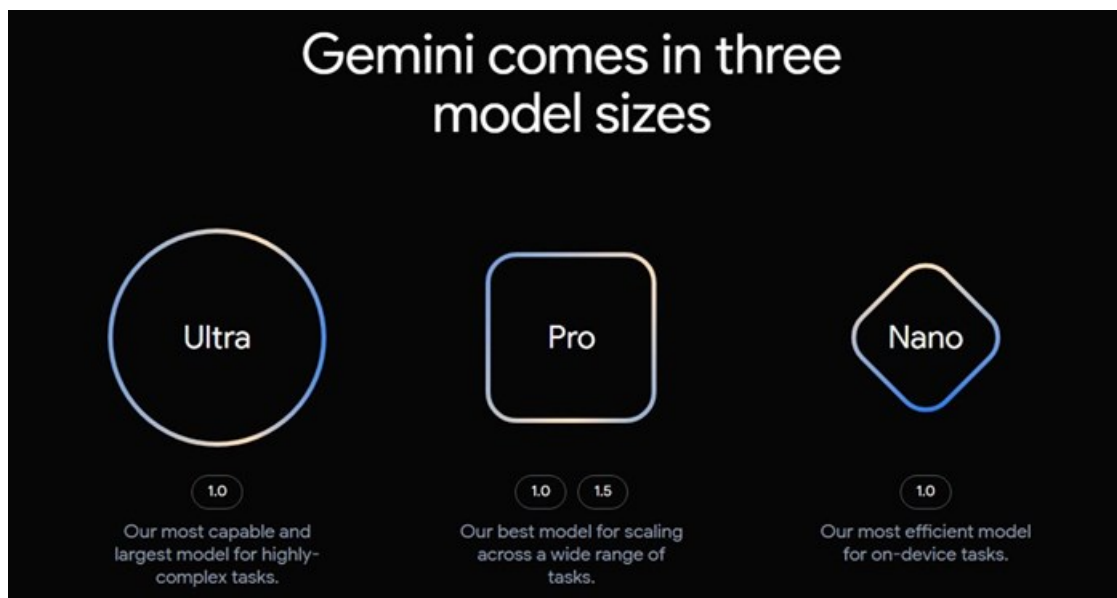 Gemini comes in three
model sizes
Ultra
Pro
Nano
1.0
1.0
1.5
1.0
Our most capable and
largest model for highly-
complex tasks.
Our best model for scaling
across a wide range of
tasks.
Our most efficient model
for on-device tasks.